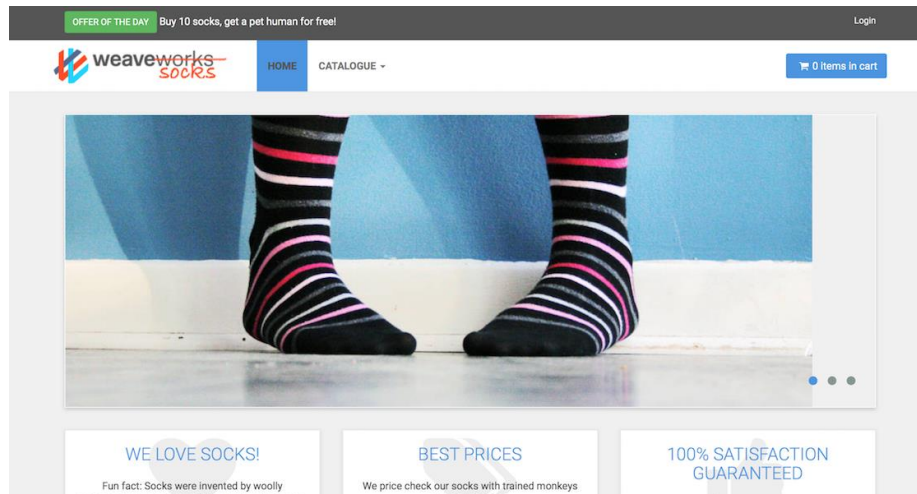 OFFER OF THE DAY Buy 10 socks, get a pet human for free! Login
weaveworks
socks
HOME CATALOGUE
0 items in cart
WE LOVE SOCKS!
Fun fact: Socks were invented by woolly
BEST PRICES
We price check our socks with trained monkeys
100% SATISFACTION
GUARANTEED